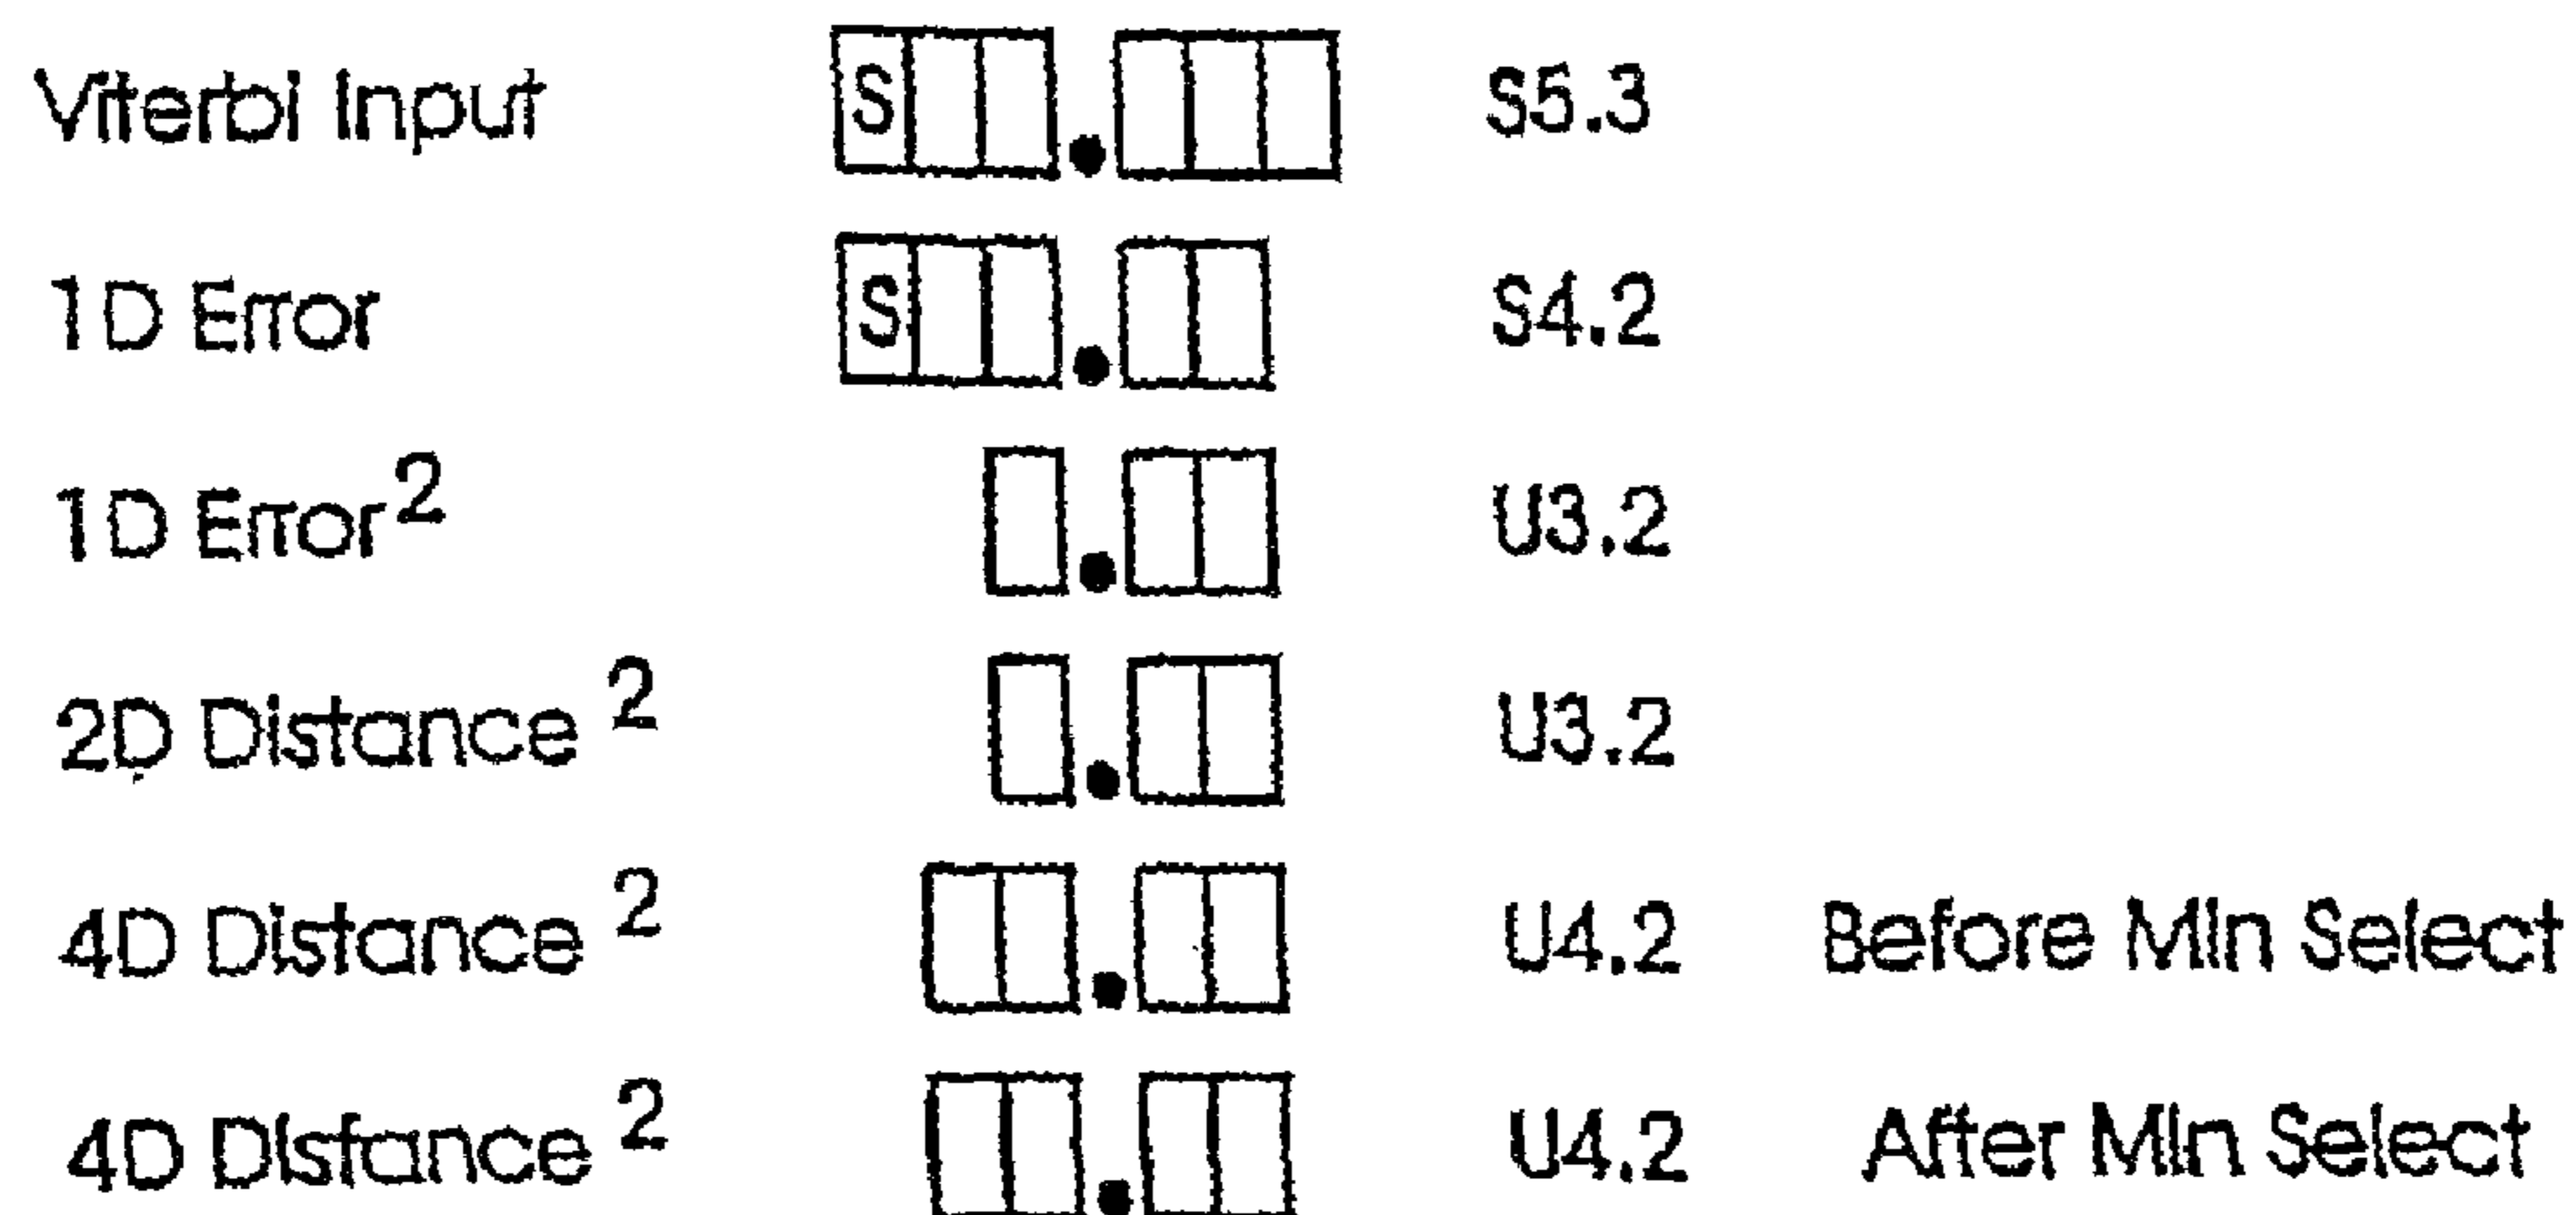 Viterbi Input S . S5.3
1D Error S . S4.2
1D Error² . U3.2
2D Distance² . U3.2
4D Distance² . U4.2 Before Min Select
4D Distance² . U4.2 After Min Select